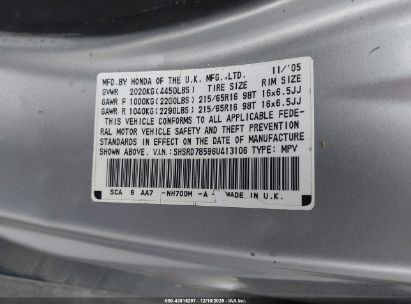 MFD.BY HONDA OF THE U.K. MFG.,LTD. 11/'05
GVWR 2020KG(4450LBS) TIRE SIZE RIM SIZE
GAWR F 1000KG(2200LBS) 215/65R16 98T 16x6.5JJ
GAWR R 1040KG(2290LBS) 215/65R16 98T 16x6.5JJ
THIS VEHICLE CONFORMS TO ALL APPLICABLE FEDE-
RAL MOTOR VEHICLE SAFETY AND THEFT PREVENTION
STANDARDS IN EFFECT ON THE DATE OF MANUFACTURE
SHOWN ABOVE. V.I.N.: SHSRD78596U413106 TYPE: MPV
SCA 6 AA7 -NH700M -A- MADE IN U.K.